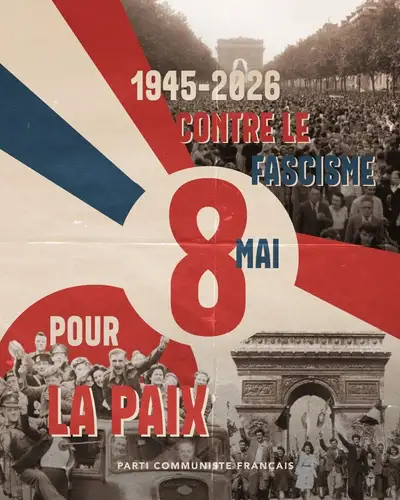 1945-2026
CONTRE LE
FASCISME
8
MAI
POUR
LA PAIX
PARTI COMMUNISTE FRANÇAIS